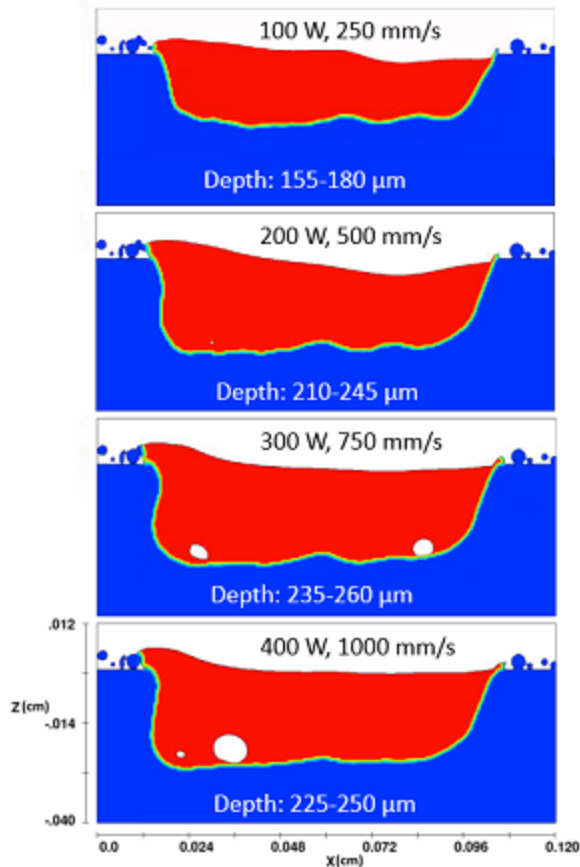 100 W, 250 mm/s
Depth: 155-180 µm
200 W, 500 mm/s
Depth: 210-245 µm
300 W, 750 mm/s
Depth: 235-260 µm
.012
400 W, 1000 mm/s
Z (cm)
-.014
Depth: 225-250 µm
-.040
0.0 0.024 0.048 0.072 0.096 0.120
X(cm)